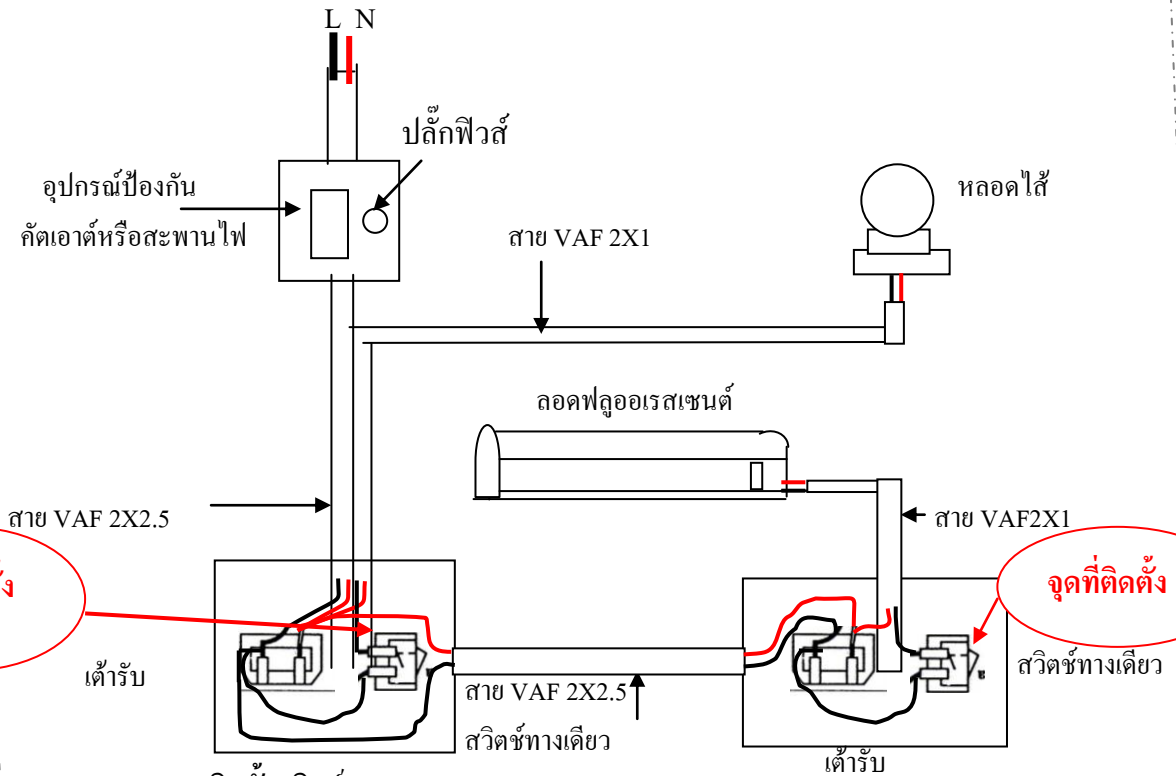 L N
ปลั๊กฟิวส์
อุปกรณ์ป้องกัน
คัตเอาต์หรือสะพานไฟ
หลอดไส้
สาย VAF 2X1
ลอดฟลูออเรสเซนต์
สาย VAF 2X2.5
สาย VAF2X1
จุดที่ติดตั้ง
เต้ารับ
สวิตช์ทางเดียว
สาย VAF 2X2.5
สวิตช์ทางเดียว
เต้ารับ